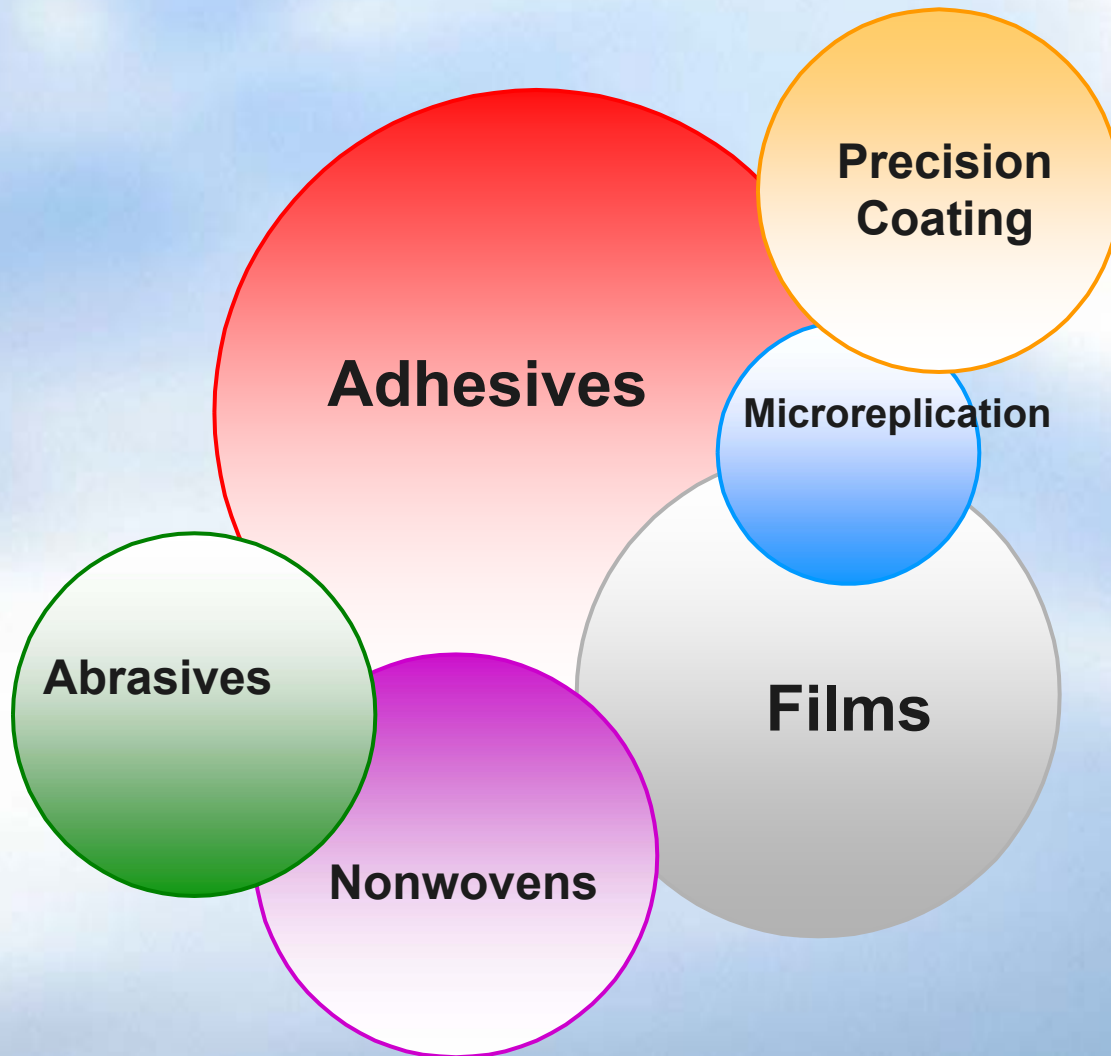 Precision
Coating
Adhesives
Microreplication
Abrasives
Films
Nonwovens